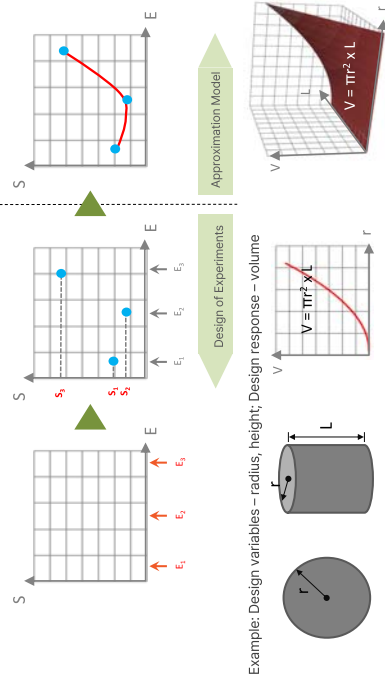 S
E
E1
E2
E3
S
E
S3
S1
S2
E1
E2
E3
S
E
Design of Experiments
Approximation Model
Example: Design variables – radius, height; Design response – volume
r
r
L
V
r
V = πr² x L
V
L
r
V = πr² x L